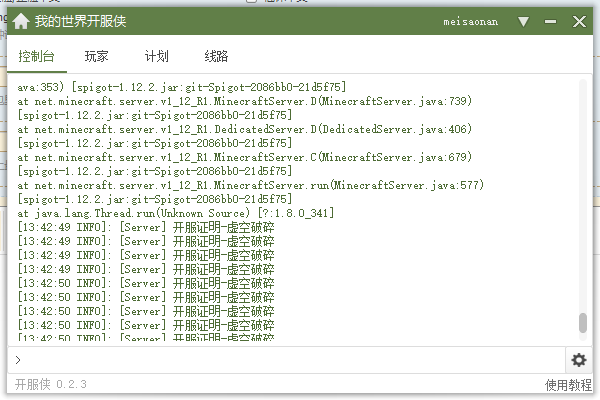 我的世界开服侠 meisaonan
控制台 玩家 计划 线路
ava:353) [spigot-1.12.2.jar:git-Spigot-2086bb0-21d5f75]
at net.minecraft.server.v1_12_R1.MinecraftServer.D(MinecraftServer.java:739)
[spigot-1.12.2.jar:git-Spigot-2086bb0-21d5f75]
at net.minecraft.server.v1_12_R1.DedicatedServer.D(DedicatedServer.java:406)
[spigot-1.12.2.jar:git-Spigot-2086bb0-21d5f75]
at net.minecraft.server.v1_12_R1.MinecraftServer.C(MinecraftServer.java:679)
[spigot-1.12.2.jar:git-Spigot-2086bb0-21d5f75]
at net.minecraft.server.v1_12_R1.MinecraftServer.run(MinecraftServer.java:577)
[spigot-1.12.2.jar:git-Spigot-2086bb0-21d5f75]
at java.lang.Thread.run(Unknown Source) [?:1.8.0_341]
[13:42:49 INFO]: [Server] 开服证明-虚空破碎
[13:42:49 INFO]: [Server] 开服证明-虚空破碎
[13:42:49 INFO]: [Server] 开服证明-虚空破碎
[13:42:49 INFO]: [Server] 开服证明-虚空破碎
[13:42:50 INFO]: [Server] 开服证明-虚空破碎
[13:42:50 INFO]: [Server] 开服证明-虚空破碎
[13:42:50 INFO]: [Server] 开服证明-虚空破碎
[13:42:50 INFO]: [Server] 开服证明-虚空破碎
[13:42:50 INFO]: [Server] 开服证明-虚空破碎
>
开服侠 0.2.3 使用教程